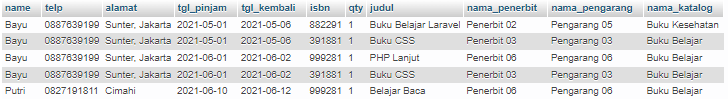 name telp alamat tgl_pinjam tgl_kembali isbn qty judul nama_penerbit nama_pengarang nama_katalog
Bayu 0887639199 Sunter, Jakarta 2021-05-01 2021-05-06 882291 1 Buku Belajar Laravel Penerbit 02 Pengarang 05 Buku Kesehatan
Bayu 0887639199 Sunter, Jakarta 2021-05-01 2021-05-06 391881 1 Buku CSS Penerbit 03 Pengarang 03 Buku Belajar
Bayu 0887639199 Sunter, Jakarta 2021-06-01 2021-06-02 999281 1 PHP Lanjut Penerbit 06 Pengarang 06 Buku Belajar
Bayu 0887639199 Sunter, Jakarta 2021-06-01 2021-06-02 391881 1 Buku CSS Penerbit 03 Pengarang 03 Buku Belajar
Putri 0827191811 Cimahi 2021-06-10 2021-06-12 999281 1 Belajar Baca Penerbit 06 Pengarang 06 Buku Belajar